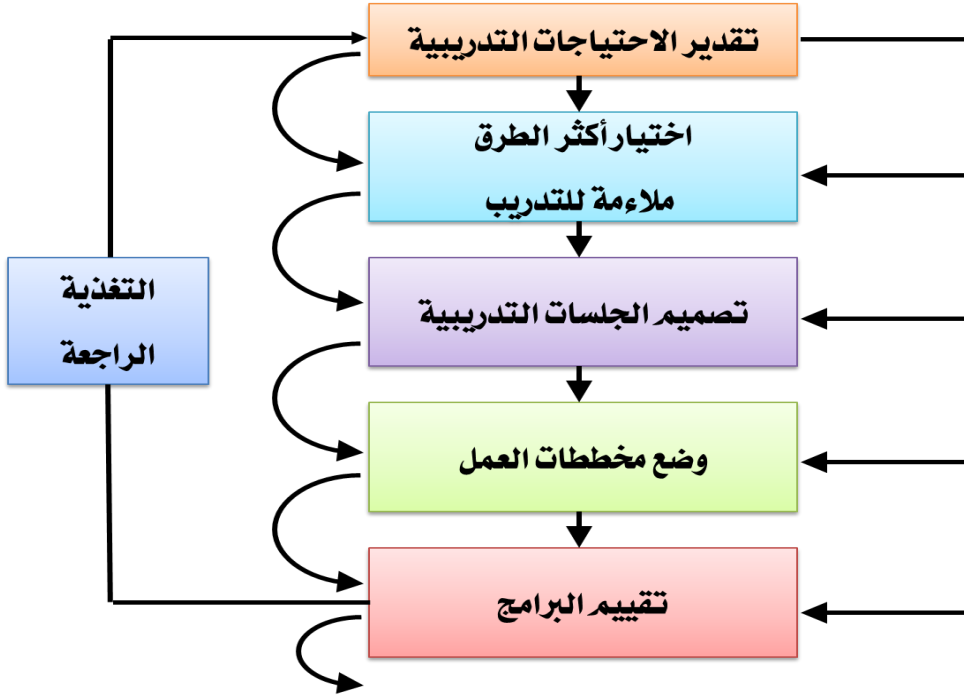 تقدير الاحتياجات التدريبية
اختيار أكثر الطرق
ملاءمة للتدريب
تصميم الجلسات التدريبية
وضع مخططات العمل
تقييم البرامج
التغذية
الراجعة